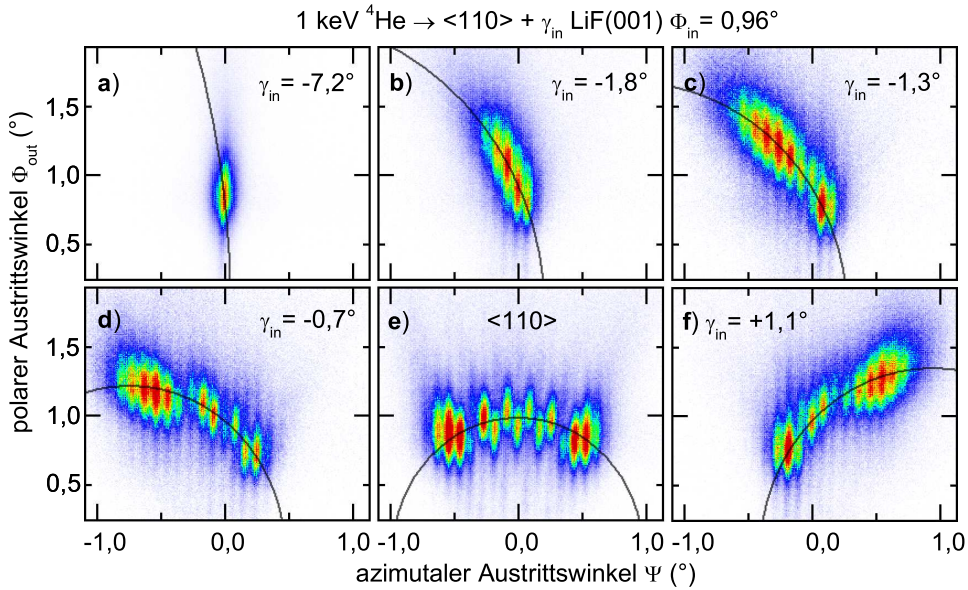 1 keV ⁴He → <110> + γin LiF(001) Φin = 0,96°
a) γin = -7,2°
b) γin = -1,8°
c) γin = -1,3°
1,5
1,0
0,5
d) γin = -0,7°
e) <110>
f) γin = +1,1°
1,5
1,0
0,5
-1,0 0,0 1,0 -1,0 0,0 1,0 -1,0 0,0 1,0
polarer Austrittswinkel Φout (°)
azimutaler Austrittswinkel Ψ (°)